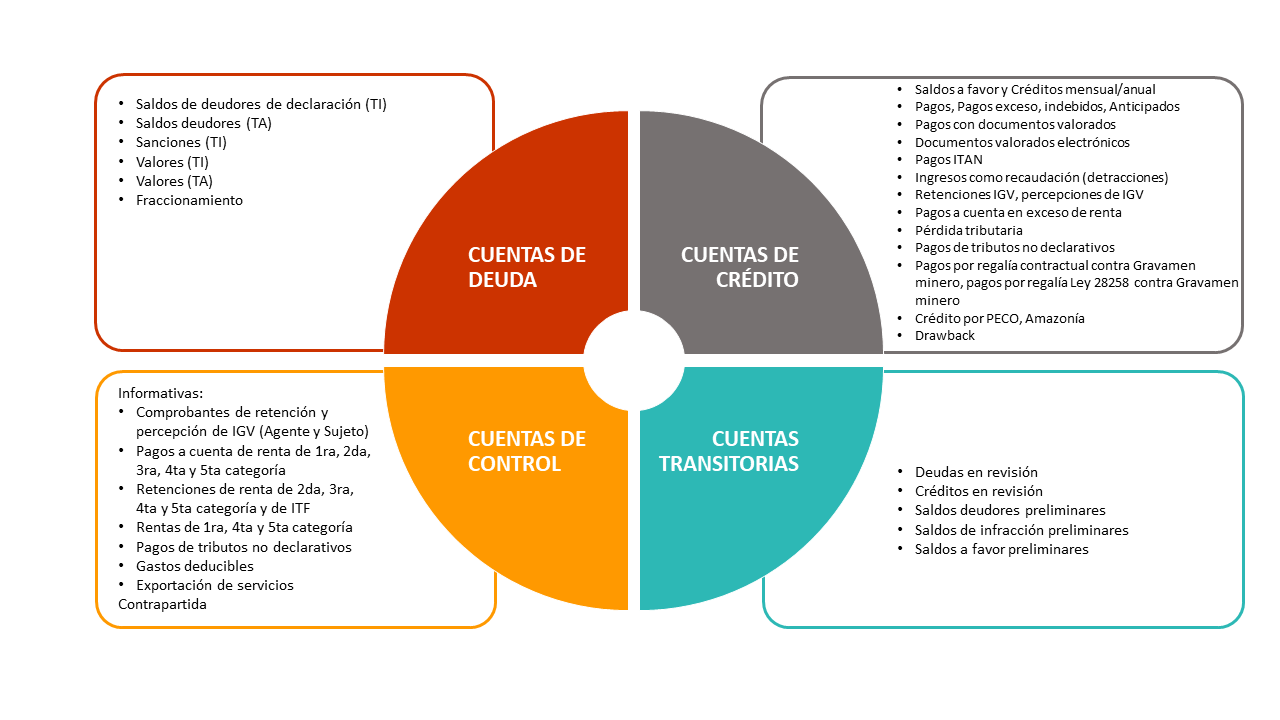 • Saldos de deudores de declaración (TI)
• Saldos deudores (TA)
• Sanciones (TI)
• Valores (TI)
• Valores (TA)
• Fraccionamiento
CUENTAS DE
DEUDA
• Saldos a favor y Créditos mensual/anual
• Pagos, Pagos exceso, indebidos, Anticipados
• Pagos con documentos valorados
• Documentos valorados electrónicos
• Pagos ITAN
• Ingresos como recaudación (detracciones)
• Retenciones IGV, percepciones de IGV
• Pagos a cuenta en exceso de renta
• Pérdida tributaria
• Pagos de tributos no declarativos
• Pagos por regalía contractual contra Gravamen
minero, pagos por regalía Ley 28258 contra Gravamen
minero
• Crédito por PECO, Amazonía
• Drawback
CUENTAS DE
CRÉDITO
Informativas:
• Comprobantes de retención y
percepción de IGV (Agente y Sujeto)
• Pagos a cuenta de renta de 1ra, 2da,
3ra, 4ta y 5ta categoría
• Retenciones de renta de 2da, 3ra,
4ta y 5ta categoría y de ITF
• Rentas de 1ra, 4ta y 5ta categoría
• Pagos de tributos no declarativos
• Gastos deducibles
• Exportación de servicios
Contrapartida
CUENTAS DE
CONTROL
CUENTAS
TRANSITORIAS
• Deudas en revisión
• Créditos en revisión
• Saldos deudores preliminares
• Saldos de infracción preliminares
• Saldos a favor preliminares